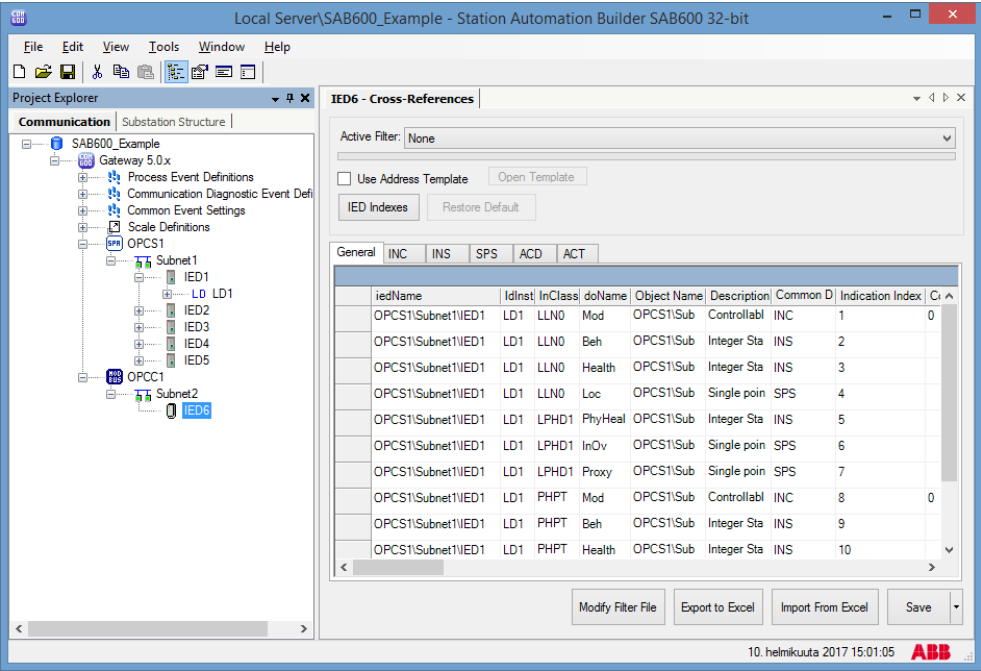 COM
600
Local Server\SAB600_Example - Station Automation Builder SAB600 32-bit
File Edit View Tools Window Help
Project Explorer
Communication Substation Structure
SAB600_Example
COM 600 Gateway 5.0.x
Process Event Definitions
Communication Diagnostic Event Defi
Common Event Settings
Scale Definitions
SPA OPCS1
Subnet1
IED1
LD LD1
IED2
IED3
IED4
IED5
MOD BUS OPCC1
Subnet2
IED6
IED6 - Cross-References
Active Filter: None
Use Address Template Open Template
IED Indexes Restore Default
General INC INS SPS ACD ACT
iedName ldInst lnClass doName Object Name Description Common D Indication Index Co
OPCS1\Subnet1\IED1 LD1 LLN0 Mod OPCS1\Sub Controllabl INC 1 0
OPCS1\Subnet1\IED1 LD1 LLN0 Beh OPCS1\Sub Integer Sta INS 2
OPCS1\Subnet1\IED1 LD1 LLN0 Health OPCS1\Sub Integer Sta INS 3
OPCS1\Subnet1\IED1 LD1 LLN0 Loc OPCS1\Sub Single poin SPS 4
OPCS1\Subnet1\IED1 LD1 LPHD1 PhyHeal OPCS1\Sub Integer Sta INS 5
OPCS1\Subnet1\IED1 LD1 LPHD1 InOv OPCS1\Sub Single poin SPS 6
OPCS1\Subnet1\IED1 LD1 LPHD1 Proxy OPCS1\Sub Single poin SPS 7
OPCS1\Subnet1\IED1 LD1 PHPT Mod OPCS1\Sub Controllabl INC 8 0
OPCS1\Subnet1\IED1 LD1 PHPT Beh OPCS1\Sub Integer Sta INS 9
OPCS1\Subnet1\IED1 LD1 PHPT Health OPCS1\Sub Integer Sta INS 10
Modify Filter File Export to Excel Import From Excel Save
10. helmikuuta 2017 15:01:05 ABB